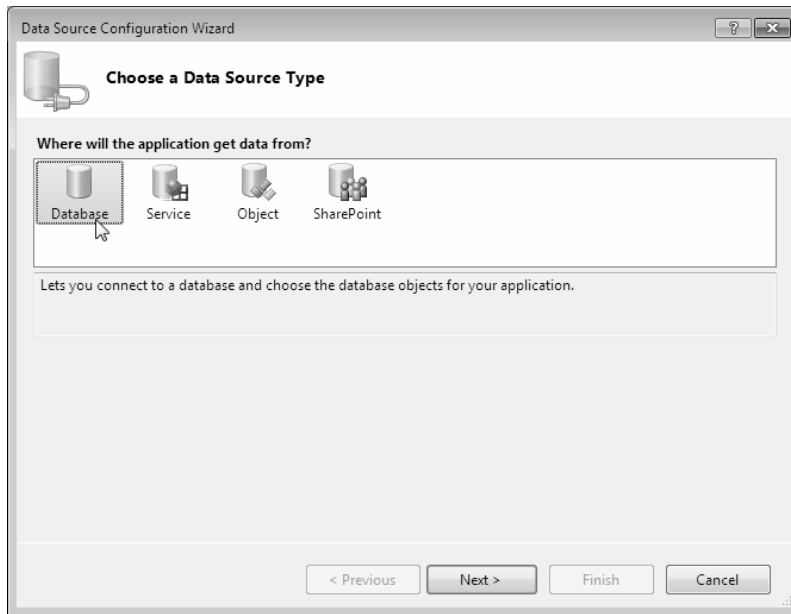 Data Source Configuration Wizard
?
Choose a Data Source Type
Where will the application get data from?
Database
Service
Object
SharePoint
Lets you connect to a database and choose the database objects for your application.
< Previous
Next >
Finish
Cancel